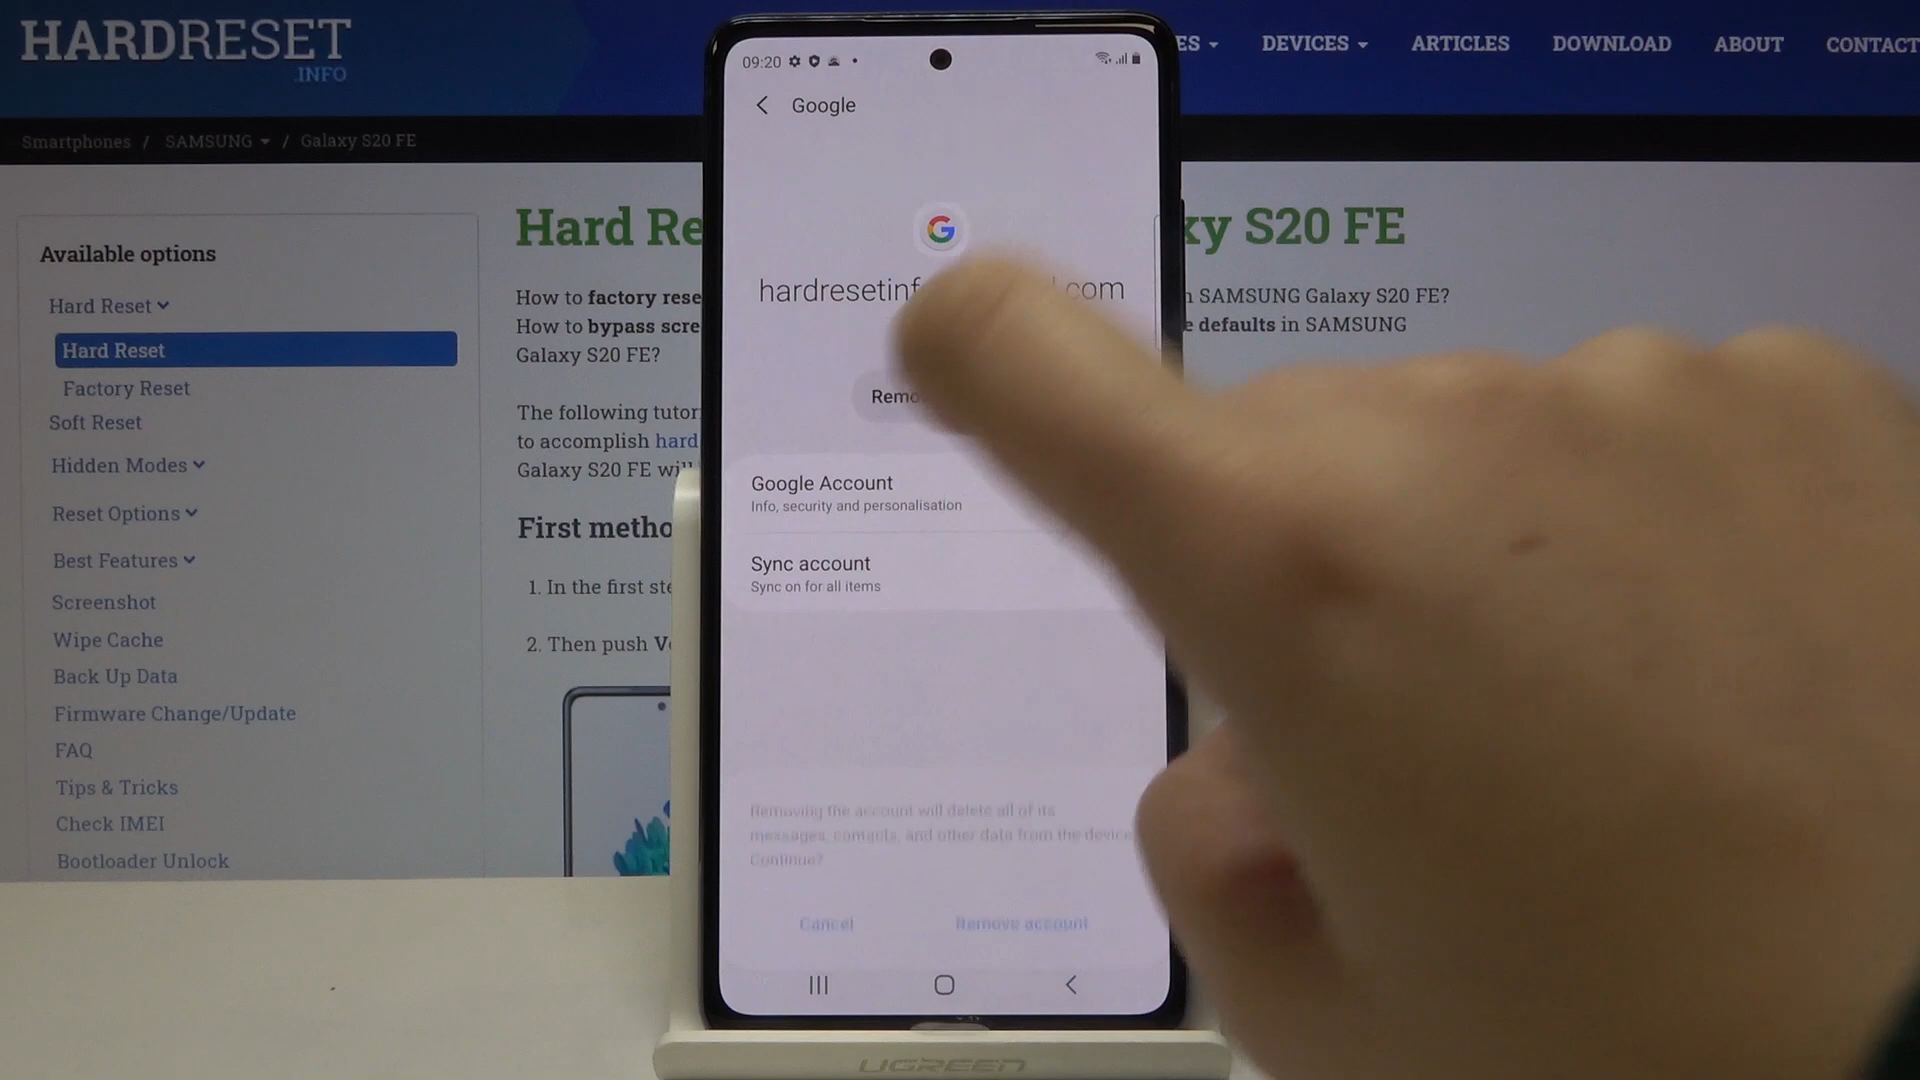 HARDRESET
.INFO
DEVICES
ARTICLES
DOWNLOAD
ABOUT
CONTACT
Smartphones / SAMSUNG / Galaxy S20 FE
Available options
Hard Reset
Hard Reset
Factory Reset
Soft Reset
Hidden Modes
Reset Options
Best Features
Screenshot
Wipe Cache
Back Up Data
Firmware Change/Update
FAQ
Tips & Tricks
Check IMEI
Bootloader Unlock
Hard Re
xy S20 FE
How to factory rese
n SAMSUNG Galaxy S20 FE?
How to bypass scre
e defaults in SAMSUNG
Galaxy S20 FE?
The following tutor
to accomplish hard
Galaxy S20 FE wil
First metho
1. In the first ste
2. Then push V
09:20
Google
hardresetinf
.com
Remo
Google Account
Info, security and personalisation
Sync account
Sync on for all items
Removing the account will delete all of its
messages, contacts, and other data from the device
Continue?
Cancel
Remove account
UGREEN